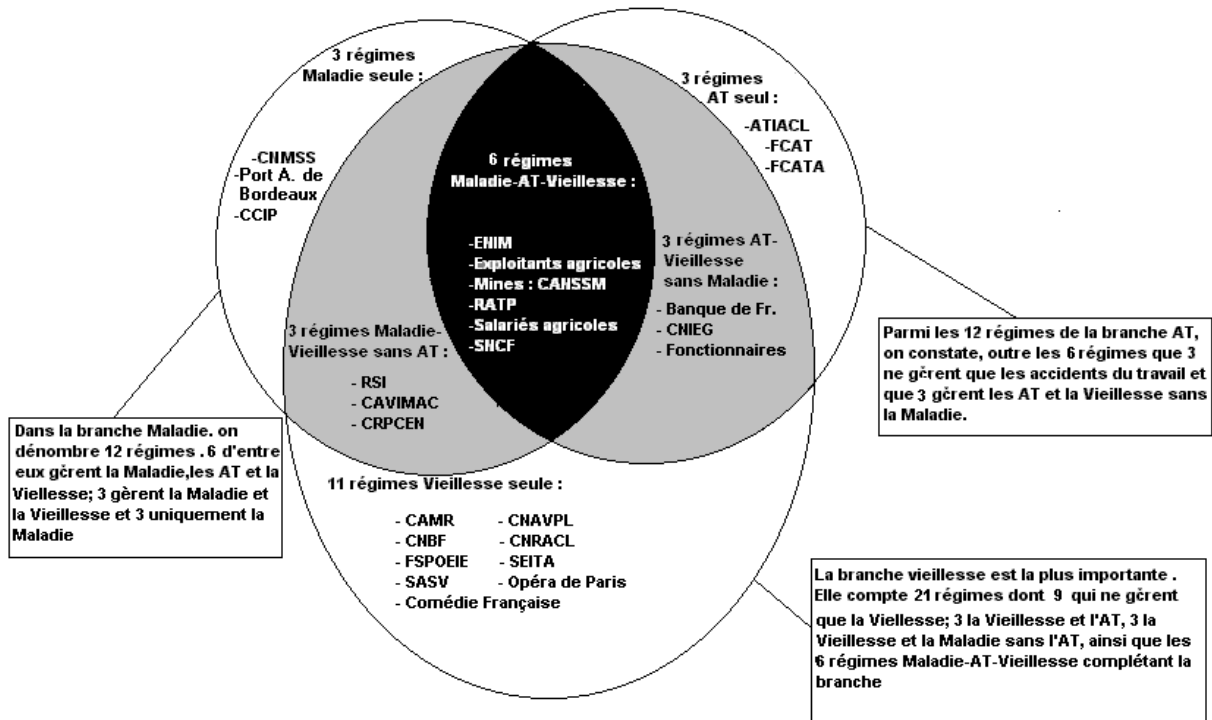 3 régimes
Maladie seule :
-CNMSS
-Port A. de
Bordeaux
-CCIP
3 régimes
AT seul :
-ATIACL
-FCAT
-FCATA
6 régimes
Maladie-AT-Vieillesse :
-ENIM
-Exploitants agricoles
-Mines : CANSSM
-RATP
-Salariés agricoles
-SNCF
3 régimes AT-
Vieillesse
sans Maladie :
- Banque de Fr.
- CNIEG
- Fonctionnaires
3 régimes Maladie-
Vieillesse sans AT :
- RSI
- CAVIMAC
- CRPCEN
11 régimes Vieillesse seule :
- CAMR - CNAVPL
- CNBF - CNRACL
- FSPOEIE - SEITA
- SASV - Opéra de Paris
- Comédie Française
Dans la branche Maladie. on
dénombre 12 régimes . 6 d'entre
eux gčrent la Maladie,les AT et la
Viellesse; 3 gèrent la Maladie et
la Vieillesse et 3 uniquement la
Maladie
Parmi les 12 régimes de la branche AT,
on constate, outre les 6 régimes que 3
ne gčrent que les accidents du travail et
que 3 gčrent les AT et la Vieillesse sans
la Maladie.
La branche vieillesse est la plus importante .
Elle compte 21 régimes dont 9 qui ne gčrent
que la Viellesse; 3 la Vieillesse et l'AT, 3 la
Vieillesse et la Maladie sans l'AT, ainsi que les
6 régimes Maladie-AT-Vieillesse complétant la
branche